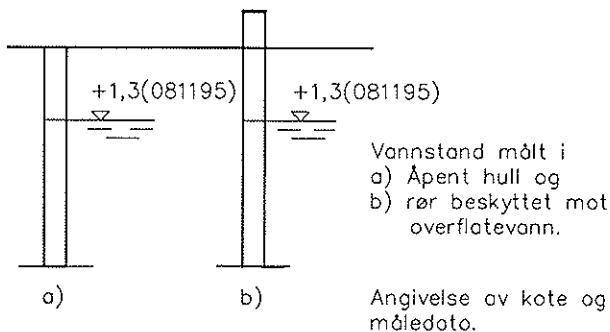 +1,3(081195)
+1,3(081195)
Vannstand målt i
a) Åpent hull og
b) rør beskyttet mot
overflatevann.
a)
b)
Angivelse av kote og
måledato.